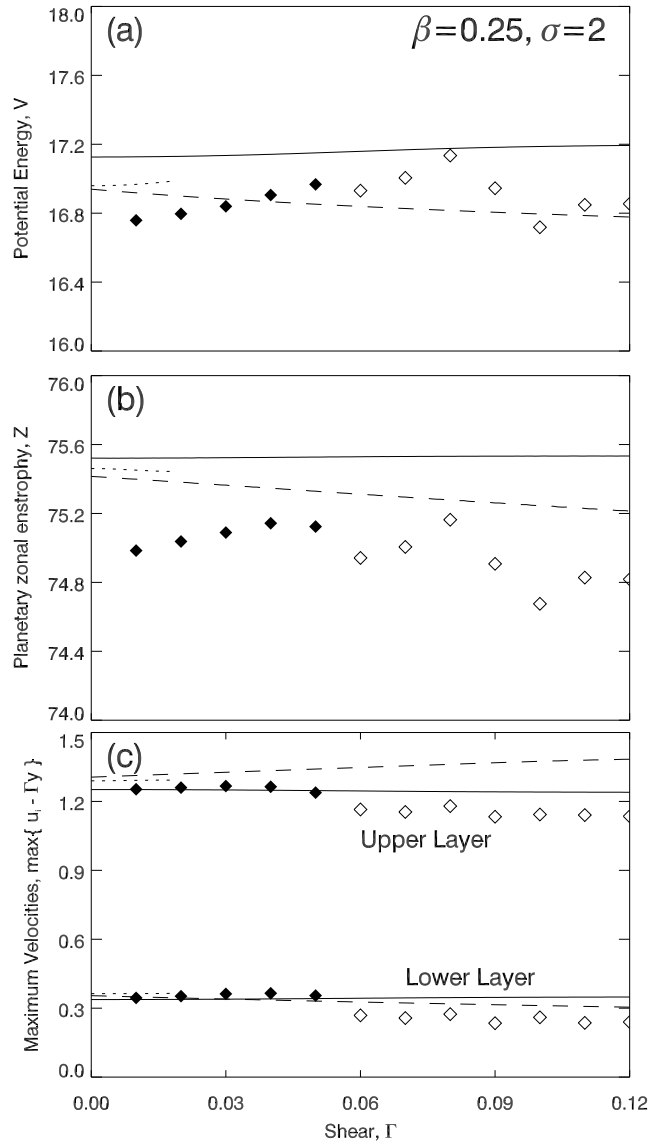 (a)
β=0.25, σ=2
18.0
17.6
17.2
16.8
16.4
16.0
Potential Energy, V
(b)
76.0
75.6
75.2
74.8
74.4
74.0
Planetary zonal enstrophy, Z
(c)
1.5
1.2
0.9
0.6
0.3
0.0
Maximum Velocities, max{ uᵢ - Γy }
Upper Layer
Lower Layer
0.00 0.03 0.06 0.09 0.12
Shear, Γ